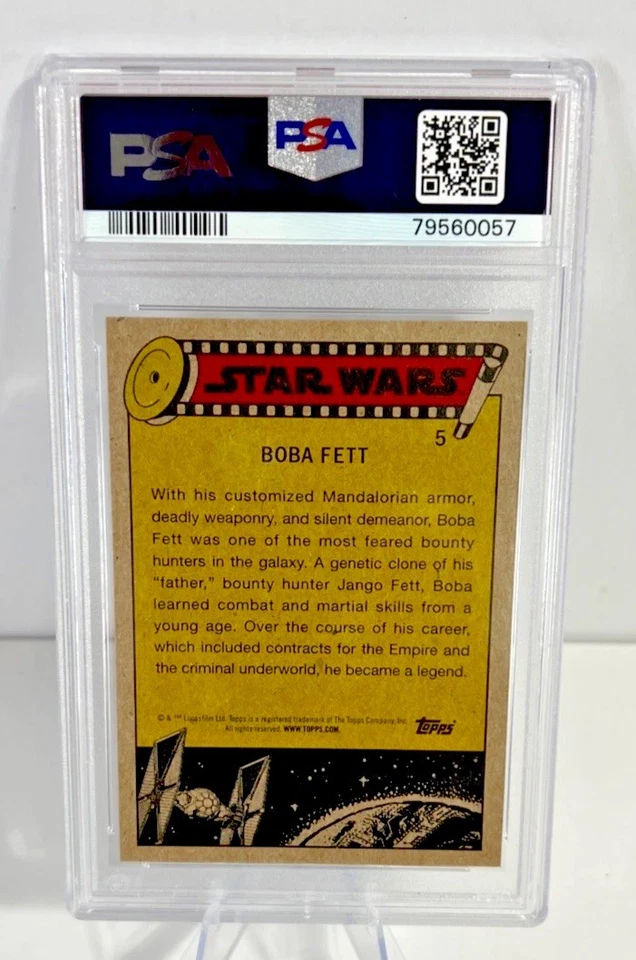 PSA
PSA
79560057
STAR WARS
5
BOBA FETT
With his customized Mandalorian armor,
deadly weaponry, and silent demeanor, Boba
Fett was one of the most feared bounty
hunters in the galaxy. A genetic clone of his
"father," bounty hunter Jango Fett, Boba
learned combat and martial skills from a
young age. Over the course of his career,
which included contracts for the Empire and
the criminal underworld, he became a legend.
© & ™ Lucasfilm Ltd. Topps is a registered trademark of The Topps Company, Inc.
All rights reserved. WWW.TOPPS.COM
topps